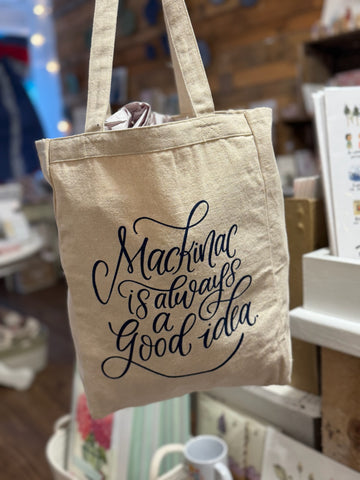 Mackinac
is always
a
Good idea.